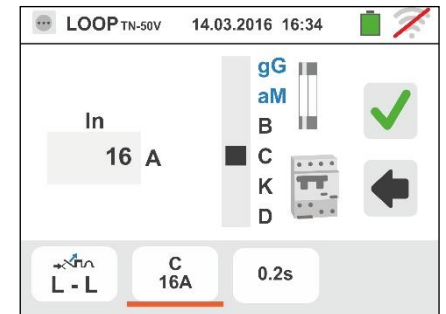 LOOP TN-50V 14.03.2016 16:34
gG
aM
B
C
K
D
In
16 A
L - L
C
16A
0.2s